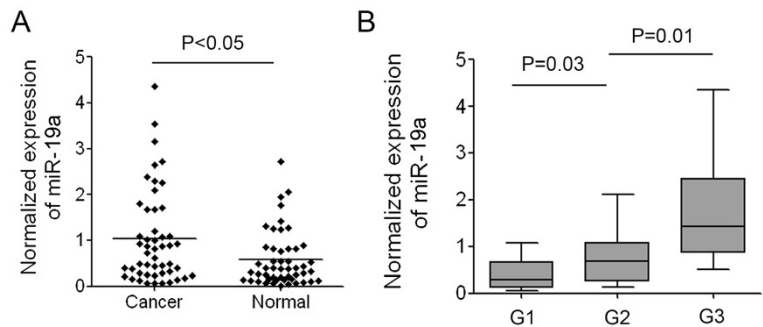 A
P<0.05
Normalized expression
of miR-19a
5
4
3
2
1
0
Cancer
Normal
B
P=0.03
P=0.01
Normalized expression
of miR-19a
5
4
3
2
1
0
G1
G2
G3